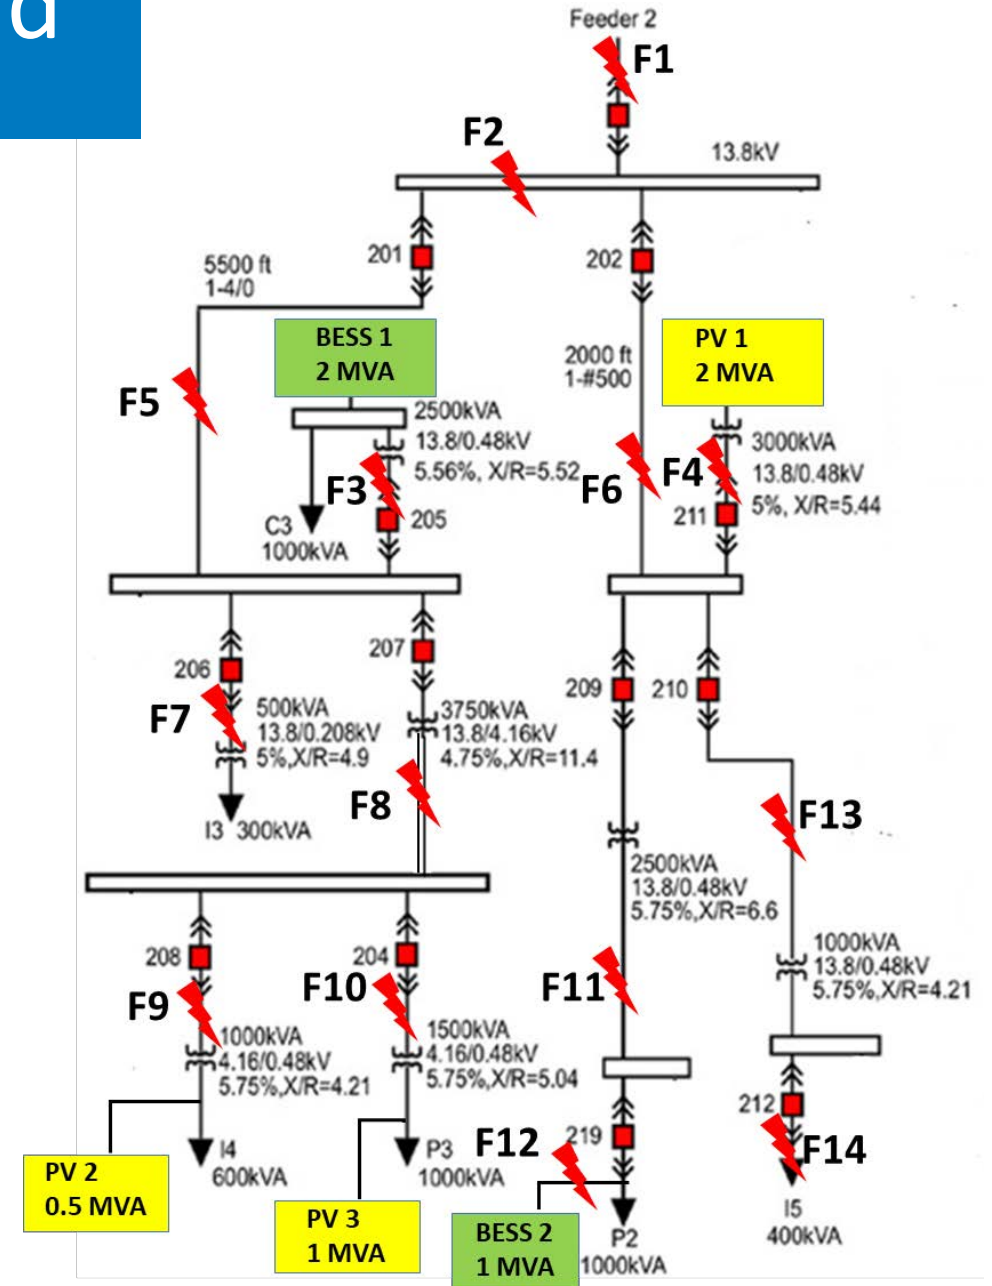 d
Feeder 2
F1
F2
13.8kV
201
202
5500 ft
1-4/0
BESS 1
2 MVA
2000 ft
1-#500
PV 1
2 MVA
F5
2500kVA
13.8/0.48kV
5.56%, X/R=5.52
F3
C3
1000kVA
205
F6
F4
3000kVA
13.8/0.48kV
5%, X/R=5.44
211
206
207
209
210
F7
500kVA
13.8/0.208kV
5%,X/R=4.9
3750kVA
13.8/4.16kV
4.75%,X/R=11.4
F8
I3 300kVA
F13
2500kVA
13.8/0.48kV
5.75%,X/R=6.6
208
204
F9
F10
F11
1000kVA
13.8/0.48kV
5.75%,X/R=4.21
1000kVA
4.16/0.48kV
5.75%,X/R=4.21
1500kVA
4.16/0.48kV
5.75%,X/R=5.04
212
F14
F12
219
I4
600kVA
P3
1000kVA
PV 2
0.5 MVA
PV 3
1 MVA
BESS 2
1 MVA
P2
1000kVA
I5
400kVA